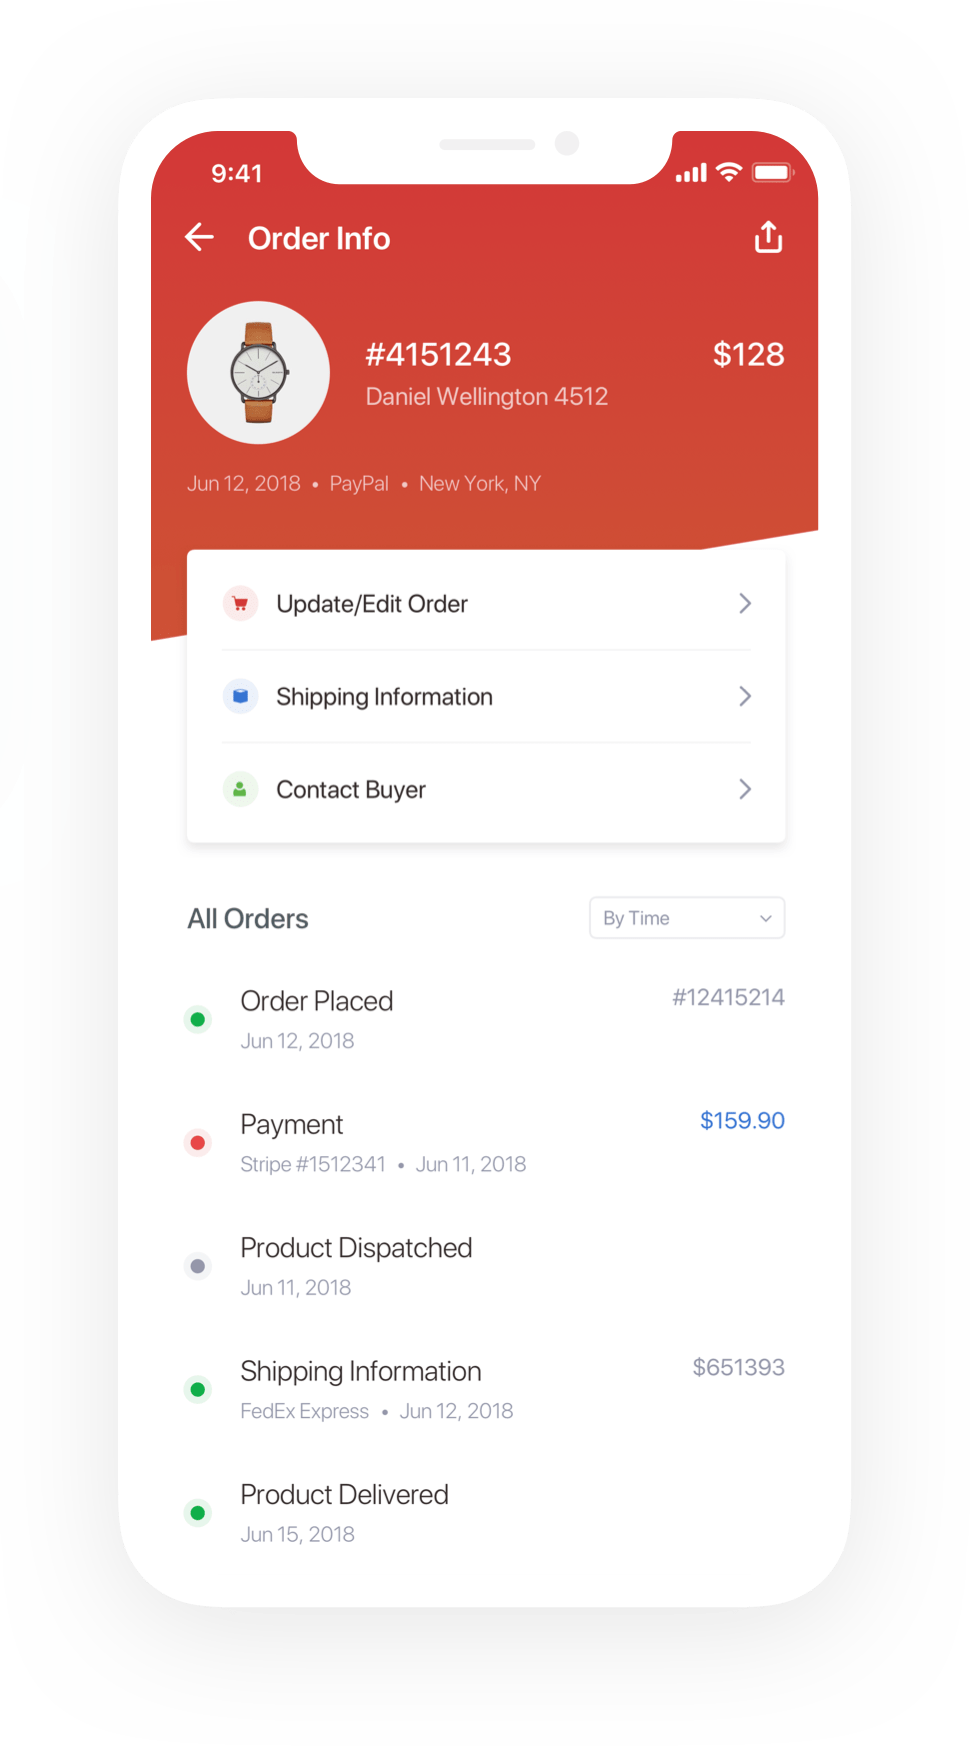 9:41
Order Info
#4151243 $128
Daniel Wellington 4512
Jun 12, 2018 • PayPal • New York, NY
Update/Edit Order
Shipping Information
Contact Buyer
All Orders By Time
Order Placed #12415214
Jun 12, 2018
Payment $159.90
Stripe #1512341 • Jun 11, 2018
Product Dispatched
Jun 11, 2018
Shipping Information $651393
FedEx Express • Jun 12, 2018
Product Delivered
Jun 15, 2018